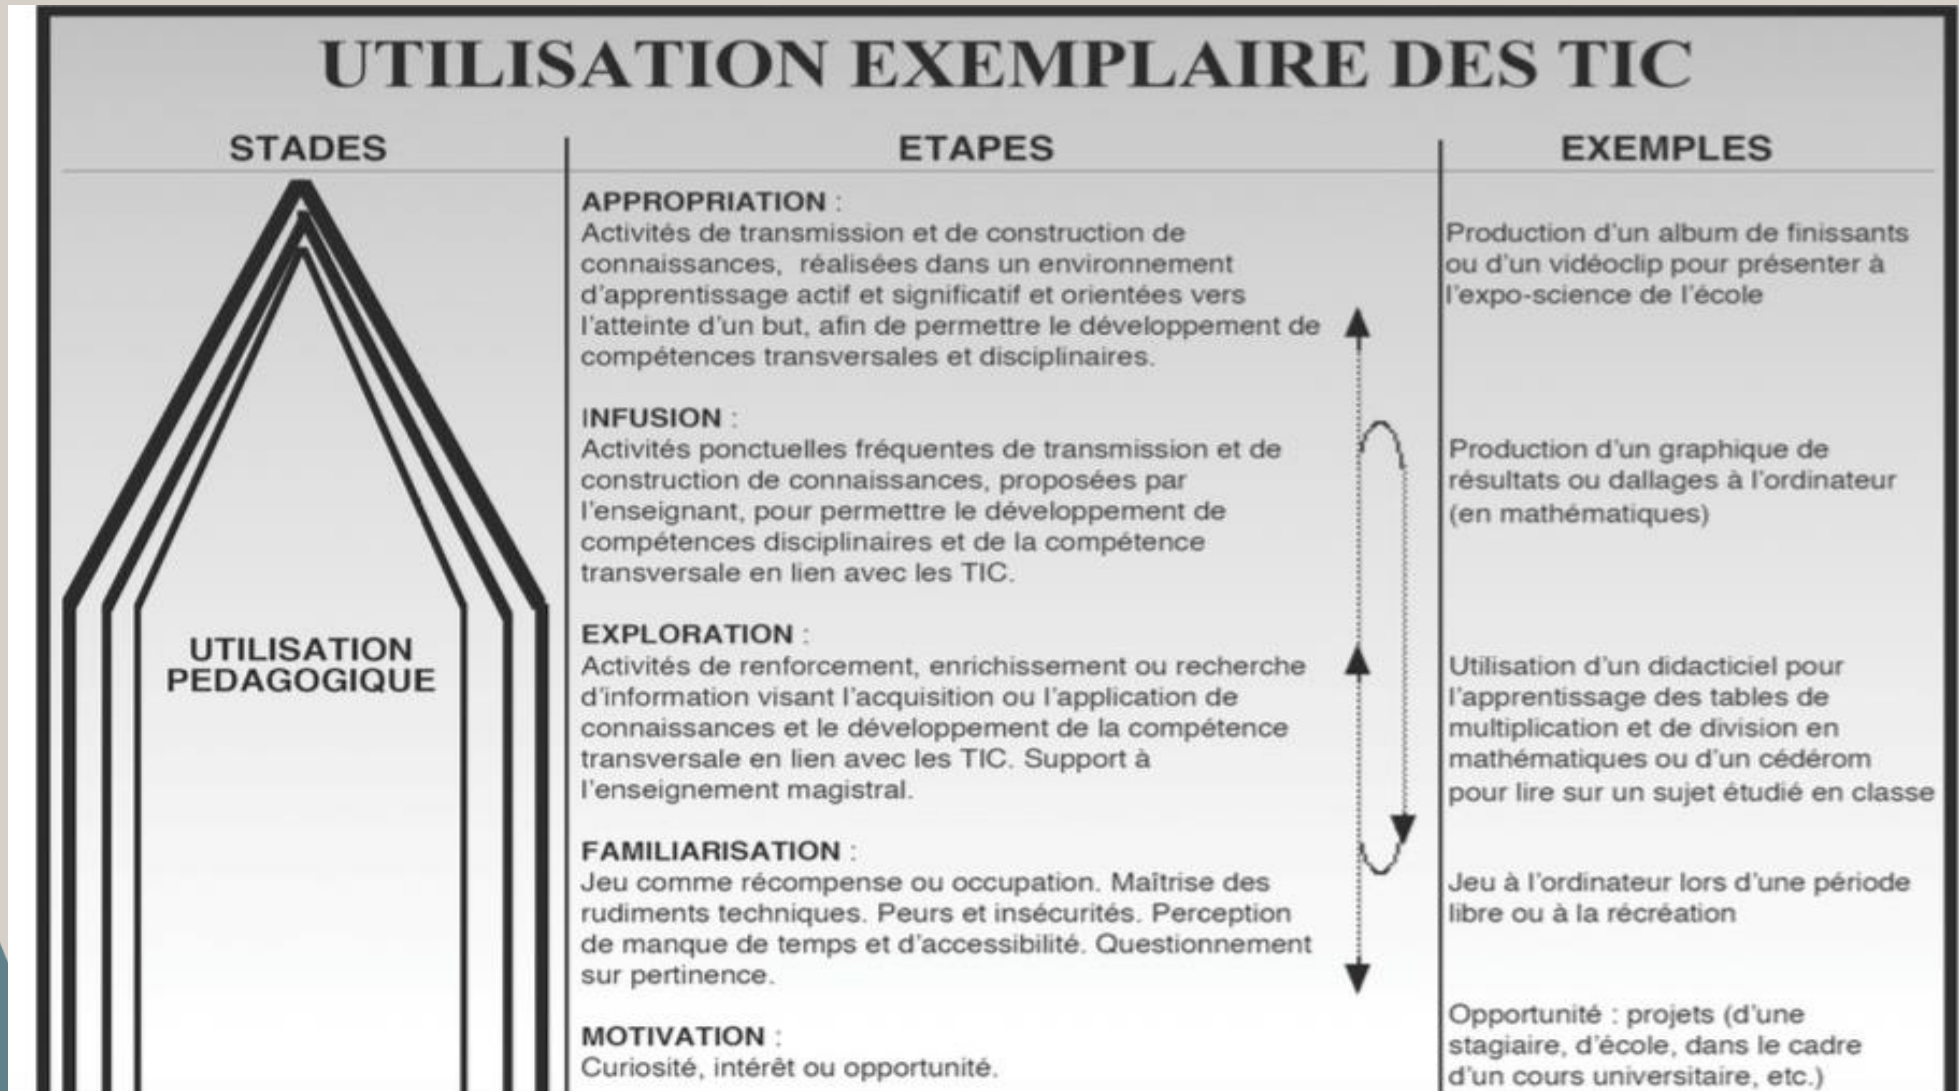 UTILISATION EXEMPLAIRE DES TIC
STADES
ETAPES
EXEMPLES
UTILISATION
PEDAGOGIQUE
APPROPRIATION :
Activités de transmission et de construction de
connaissances, réalisées dans un environnement
d'apprentissage actif et significatif et orientées vers
l'atteinte d'un but, afin de permettre le développement de
compétences transversales et disciplinaires.
Production d'un album de finissants
ou d'un vidéoclip pour présenter à
l'expo-science de l'école
INFUSION :
Activités ponctuelles fréquentes de transmission et de
construction de connaissances, proposées par
l'enseignant, pour permettre le développement de
compétences disciplinaires et de la compétence
transversale en lien avec les TIC.
Production d'un graphique de
résultats ou dallages à l'ordinateur
(en mathématiques)
EXPLORATION :
Activités de renforcement, enrichissement ou recherche
d'information visant l'acquisition ou l'application de
connaissances et le développement de la compétence
transversale en lien avec les TIC. Support à
l'enseignement magistral.
Utilisation d'un didacticiel pour
l'apprentissage des tables de
multiplication et de division en
mathématiques ou d'un cédérom
pour lire sur un sujet étudié en classe
FAMILIARISATION :
Jeu comme récompense ou occupation. Maîtrise des
rudiments techniques. Peurs et insécurités. Perception
de manque de temps et d'accessibilité. Questionnement
sur pertinence.
Jeu à l'ordinateur lors d'une période
libre ou à la récréation
MOTIVATION :
Curiosité, intérêt ou opportunité.
Opportunité : projets (d'une
stagiaire, d'école, dans le cadre
d'un cours universitaire, etc.)